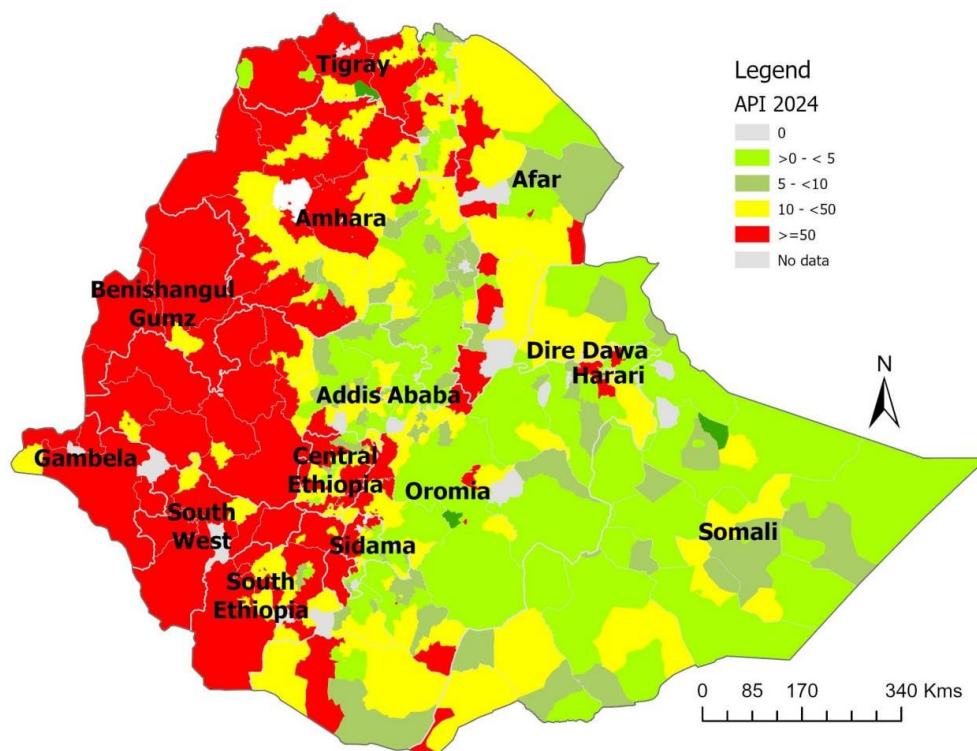 Tigray
Afar
Amhara
Benishangul
Gumz
Dire Dawa
Harari
Addis Ababa
Gambela
Central
Ethiopia
Oromia
South
West
Sidama
Somali
South
Ethiopia
Legend
API 2024
0
>0 - < 5
5 - <10
10 - <50
>=50
No data
N
0 85 170 340 Kms